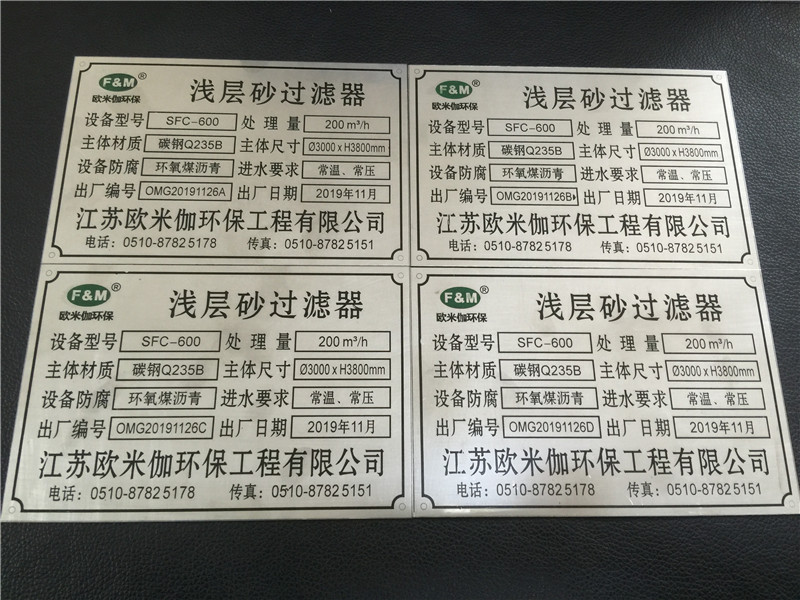 F&M®
欧米伽环保
浅层砂过滤器
设备型号 SFC-600 处理量 200m³/h
主体材质 碳钢Q235B 主体尺寸 Ø3000xH3800mm
设备防腐 环氧煤沥青 进水要求 常温、常压
出厂编号 OMG20191126A 出厂日期 2019年11月
江苏欧米伽环保工程有限公司
电话：0510-87825178 传真：0510-87825151
F&M®
欧米伽环保
浅层砂过滤器
设备型号 SFC-600 处理量 200m³/h
主体材质 碳钢Q235B 主体尺寸 Ø3000xH3800mm
设备防腐 环氧煤沥青 进水要求 常温、常压
出厂编号 OMG20191126B 出厂日期 2019年11月
江苏欧米伽环保工程有限公司
电话：0510-87825178 传真：0510-87825151
F&M®
欧米伽环保
浅层砂过滤器
设备型号 SFC-600 处理量 200m³/h
主体材质 碳钢Q235B 主体尺寸 Ø3000xH3800mm
设备防腐 环氧煤沥青 进水要求 常温、常压
出厂编号 OMG20191126C 出厂日期 2019年11月
江苏欧米伽环保工程有限公司
电话：0510-87825178 传真：0510-87825151
F&M®
欧米伽环保
浅层砂过滤器
设备型号 SFC-600 处理量 200m³/h
主体材质 碳钢Q235B 主体尺寸 Ø3000xH3800mm
设备防腐 环氧煤沥青 进水要求 常温、常压
出厂编号 OMG20191126D 出厂日期 2019年11月
江苏欧米伽环保工程有限公司
电话：0510-87825178 传真：0510-87825151